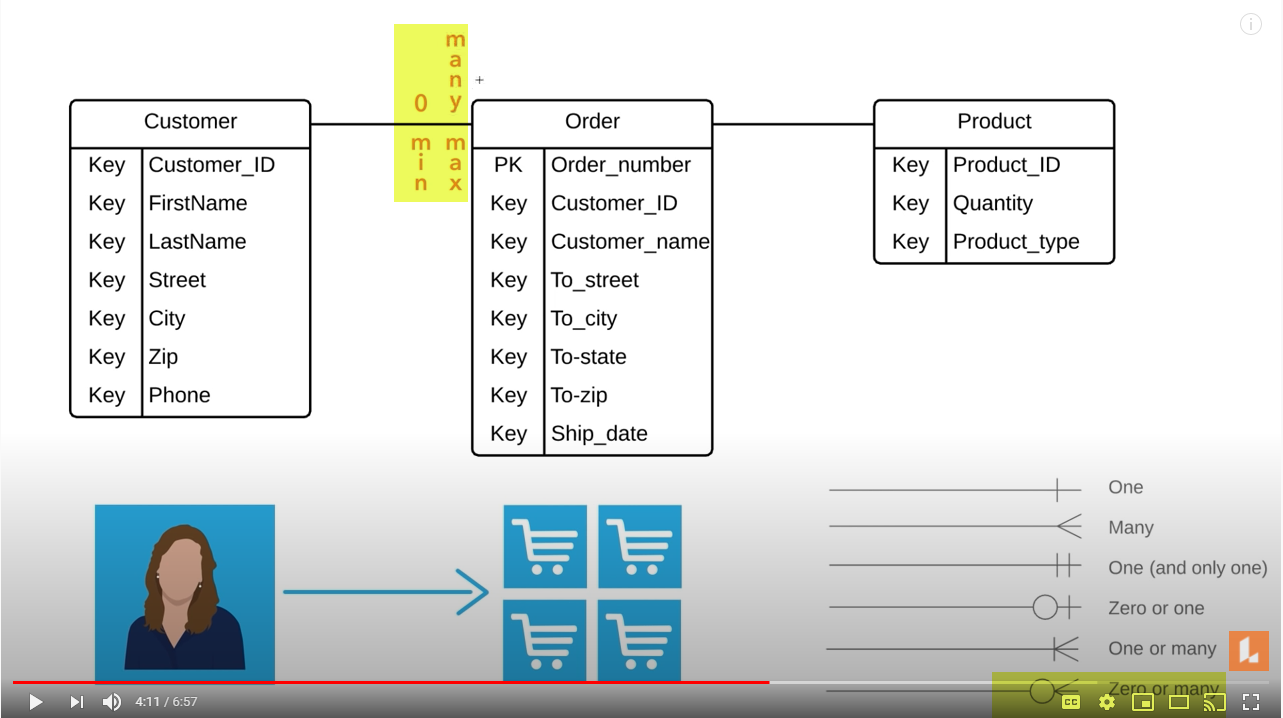 many
0
min
max
Customer
Key Customer_ID
Key FirstName
Key LastName
Key Street
Key City
Key Zip
Key Phone
Order
PK Order_number
Key Customer_ID
Key Customer_name
Key To_street
Key To_city
Key To-state
Key To-zip
Key Ship_date
Product
Key Product_ID
Key Quantity
Key Product_type
One
Many
One (and only one)
Zero or one
One or many
Zero or many
4:11 / 6:57
CC